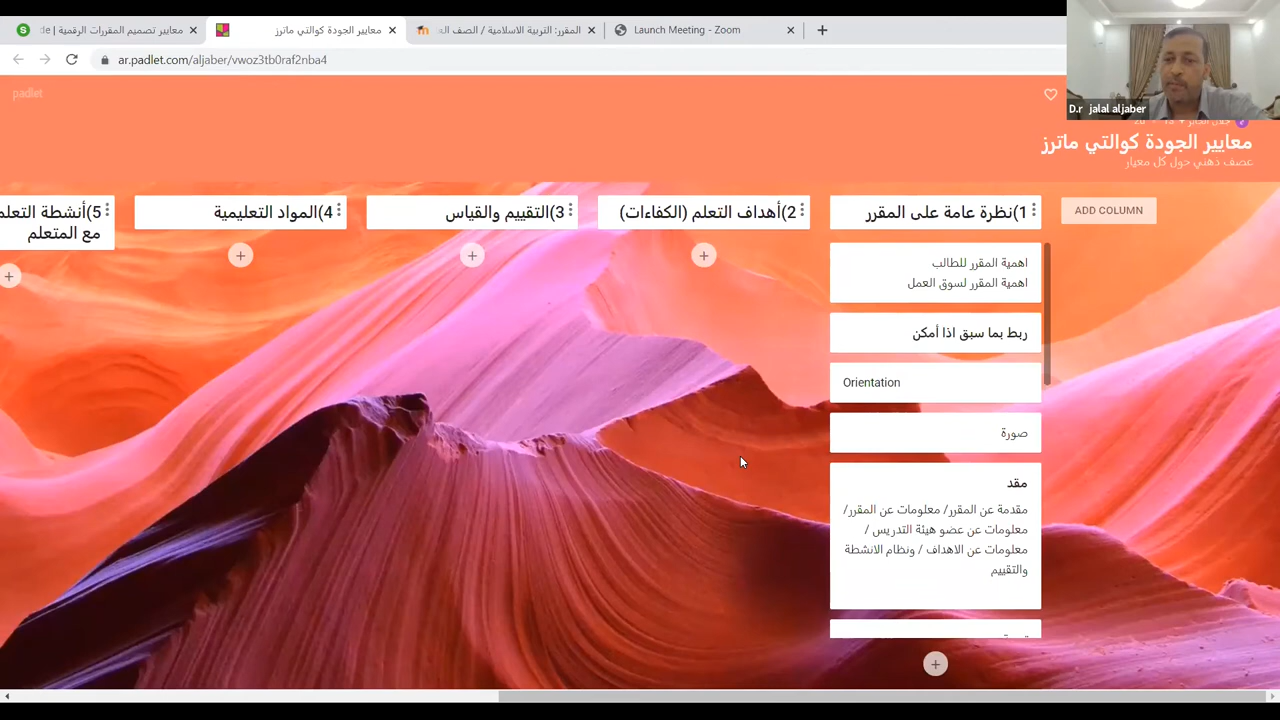 معايير تصميم المقررات الرقمية
معايير الجودة كوالتي ماترز
المقرر: التربية الاسلامية / الصف
Launch Meeting - Zoom
ar.padlet.com/aljaber/vwoz3tb0raf2nba4
D.r jalal aljaber
padlet
معايير الجودة كوالتي ماترز
عصف ذهني حول كل معيار
ADD COLUMN
1)نظرة عامة على المقرر
اهمية المقرر للطالب
اهمية المقرر لسوق العمل
ربط بما سبق اذا أمكن
Orientation
صورة
مقد
مقدمة عن المقرر/ معلومات عن المقرر/
معلومات عن عضو هيئة التدريس /
معلومات عن الاهداف / ونظام الانشطة
والتقييم
2)أهداف التعلم (الكفاءات)
3)التقييم والقياس
4)المواد التعليمية
5)أنشطة التعلم
مع المتعلم